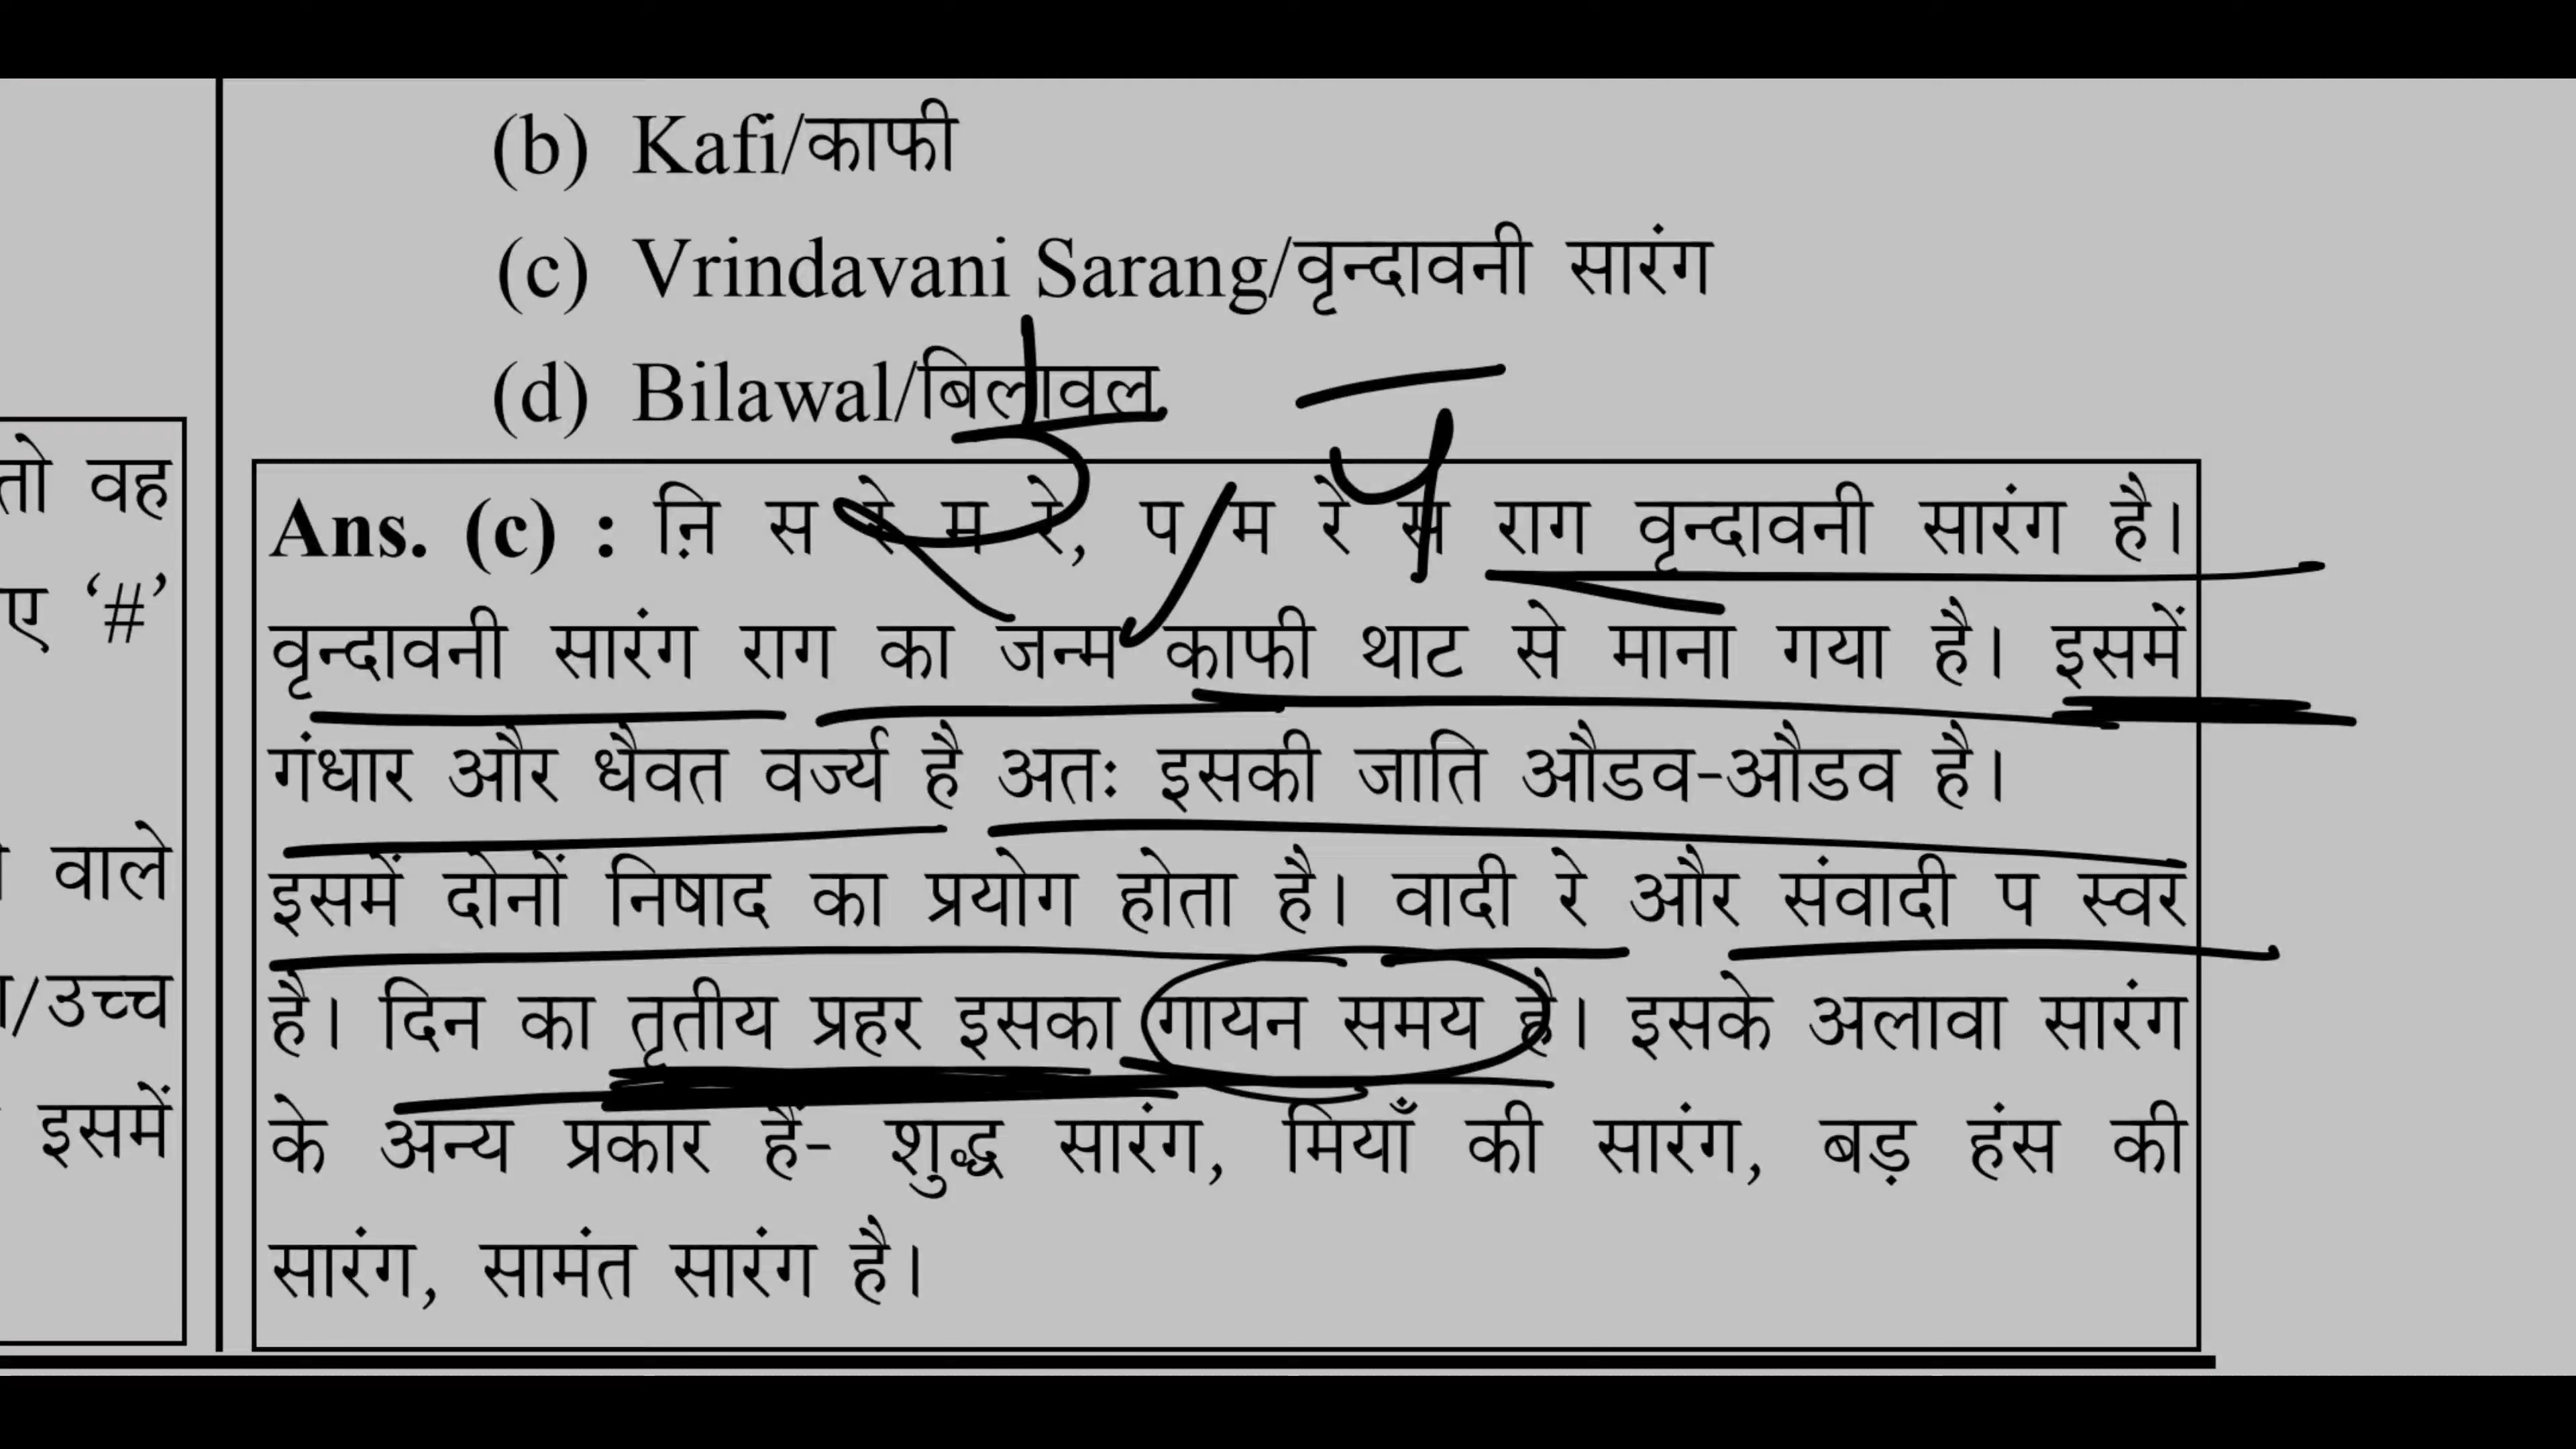 (b) Kafi/काफी
(c) Vrindavani Sarang/वृन्दावनी सारंग
(d) Bilawal/बिलावल
तो वह
ए ‘#’
वाले
/उच्च
इसमें
Ans. (c) : ऩि स रे म रे, प म रे स राग वृन्दावनी सारंग है।
वृन्दावनी सारंग राग का जन्म काफी थाट से माना गया है। इसमें
गंधार और धैवत वर्ज्य है अतः इसकी जाति औडव-औडव है।
इसमें दोनों निषाद का प्रयोग होता है। वादी रे और संवादी प स्वर
है। दिन का तृतीय प्रहर इसका गायन समय है। इसके अलावा सारंग
के अन्य प्रकार हैं- शुद्ध सारंग, मियाँ की सारंग, बड़ हंस की
सारंग, सामंत सारंग है।